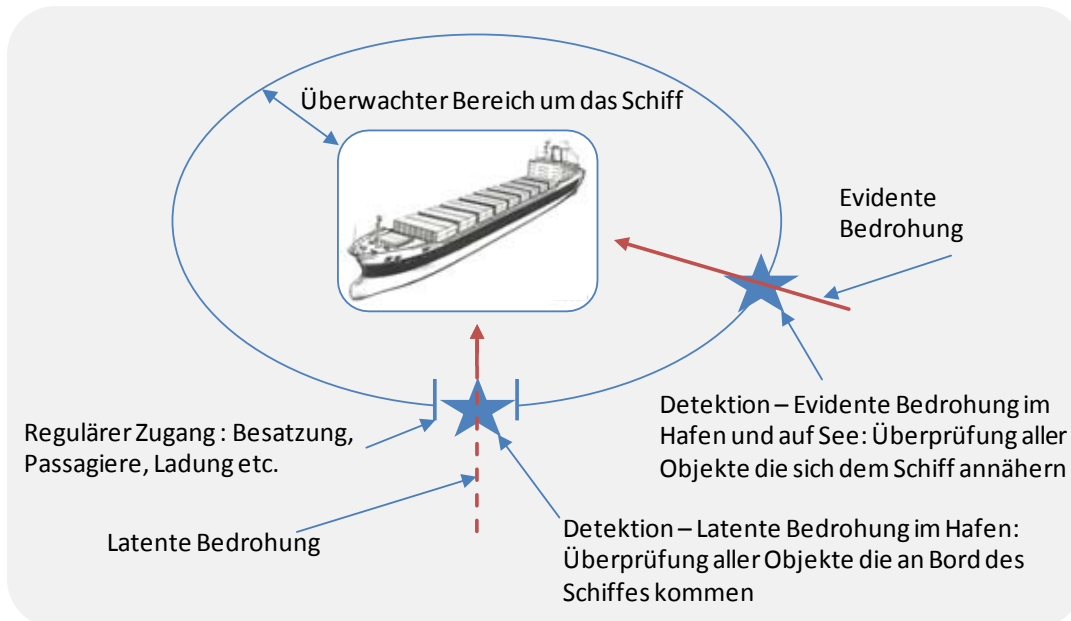 Überwachter Bereich um das Schiff
Evidente
Bedrohung
Regulärer Zugang : Besatzung,
Passagiere, Ladung etc.
Detektion – Evidente Bedrohung im
Hafen und auf See: Überprüfung aller
Objekte die sich dem Schiff annähern
Latente Bedrohung
Detektion – Latente Bedrohung im Hafen:
Überprüfung aller Objekte die an Bord des
Schiffes kommen